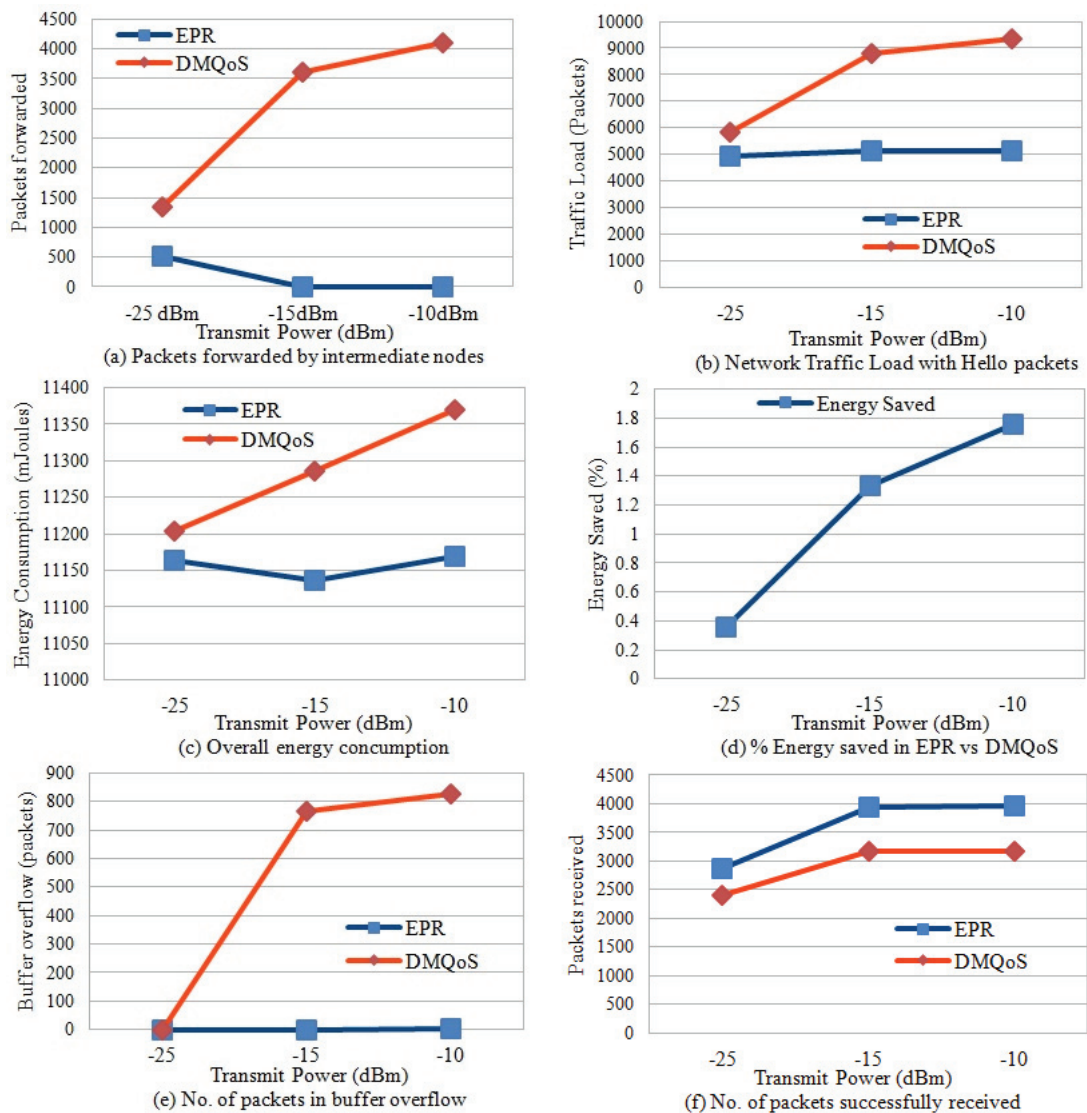 4500
4000
3500
3000
2500
2000
1500
1000
500
0
Packets forwarded
EPR
DMQoS
-25 dBm
-15dBm
-10dBm
Transmit Power (dBm)
(a) Packets forwarded by intermediate nodes
10000
9000
8000
7000
6000
5000
4000
3000
2000
1000
0
Traffic Load (Packets)
EPR
DMQoS
-25
-15
-10
Transmit Power (dBm)
(b) Network Traffic Load with Hello packets
11400
11350
11300
11250
11200
11150
11100
11050
11000
Energy Consumption (mJoules)
EPR
DMQoS
-25
-15
-10
Transmit Power (dBm)
(c) Overall energy concumption
2
1.8
1.6
1.4
1.2
1
0.8
0.6
0.4
0.2
0
Energy Saved (%)
Energy Saved
-25
-15
-10
Transmit Power (dBm)
(d) % Energy saved in EPR vs DMQoS
900
800
700
600
500
400
300
200
100
0
Buffer overflow (packets)
EPR
DMQoS
-25
-15
-10
Transmit Power (dBm)
(e) No. of packets in buffer overflow
4500
4000
3500
3000
2500
2000
1500
1000
500
0
Packets received
EPR
DMQoS
-25
-15
-10
Transmit Power (dBm)
(f) No. of packets successfully received